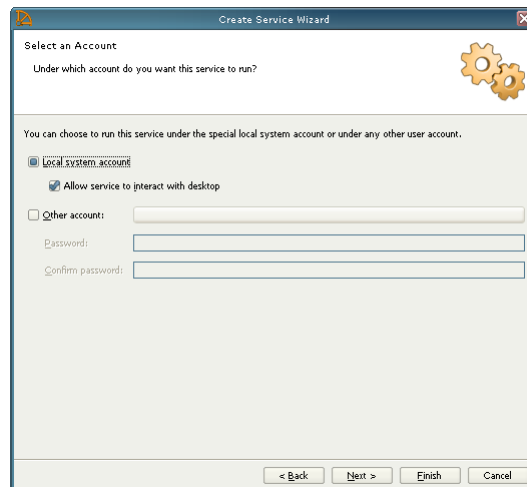 Create Service Wizard
Select an Account
Under which account do you want this service to run?
You can choose to run this service under the special local system account or under any other user account.
Local system account
Allow service to interact with desktop
Other account:
Password:
Confirm password:
< Back Next > Finish Cancel